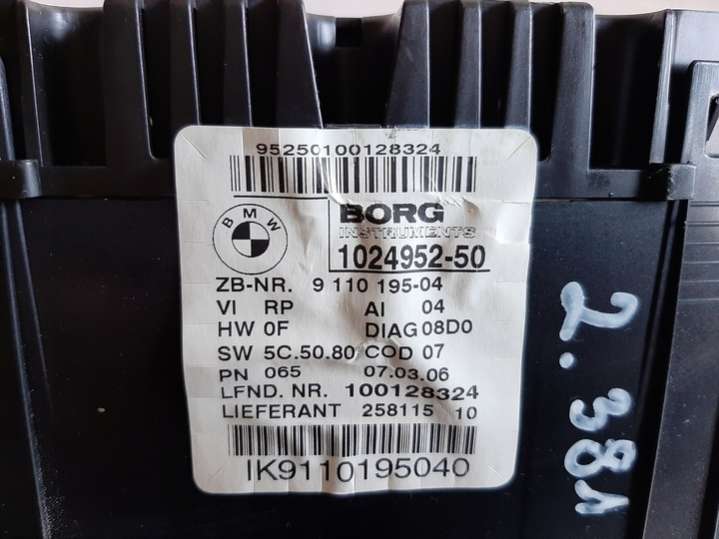 95250100128324
BMW
BORG
INSTRUMENTS
1024952-50
ZB-NR. 9 110 195-04
VI RP AI 04
HW 0F DIAG 08D0
SW 5C.50.80 COD 07
PN 065 07.03.06
LFND. NR. 100128324
LIEFERANT 258115 10
IK9110195040
2.381